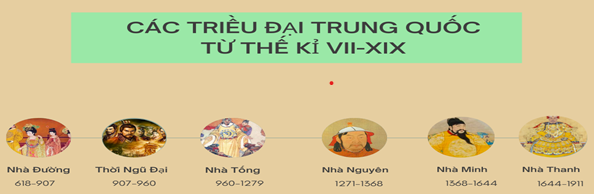 CÁC TRIỀU ĐẠI TRUNG QUỐC
TỪ THẾ KỈ VII-XIX
Nhà Đường
618-907
Thời Ngũ Đại
907-960
Nhà Tống
960-1279
Nhà Nguyên
1271-1368
Nhà Minh
1368-1644
Nhà Thanh
1644-1911